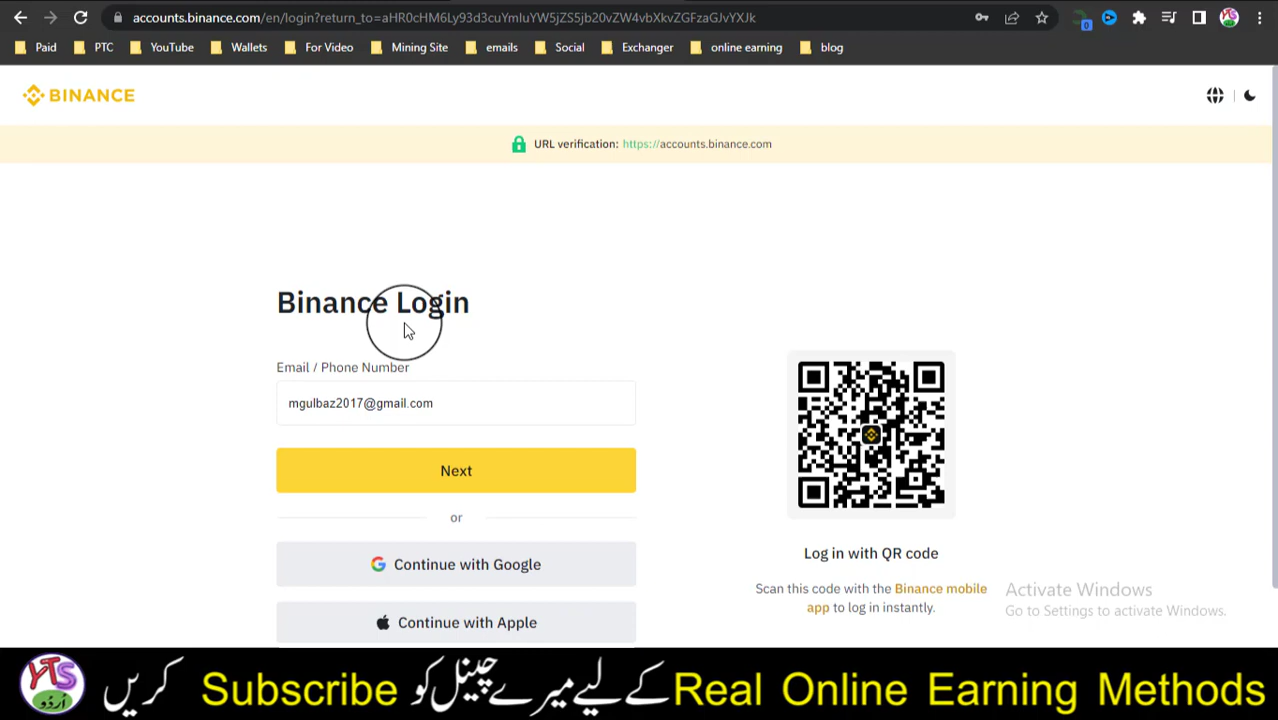 accounts.binance.com/en/login?return_to=aHR0cHM6Ly93d3cuYmluYW5jZS5jb20vZW4vbXkvZGFzaGJvYXJk
0
Paid PTC YouTube Wallets For Video Mining Site emails Social Exchanger online earning blog
BINANCE
URL verification: https://accounts.binance.com
Binance Login
Email / Phone Number
mgulbaz2017@gmail.com
Next
or
Continue with Google
Continue with Apple
Log in with QR code
Scan this code with the Binance mobile
app to log in instantly.
Activate Windows
Go to Settings to activate Windows.
YTS
اُردُو
Real Online Earning Methods کے لیے میرے چینل کو Subscribe کریں